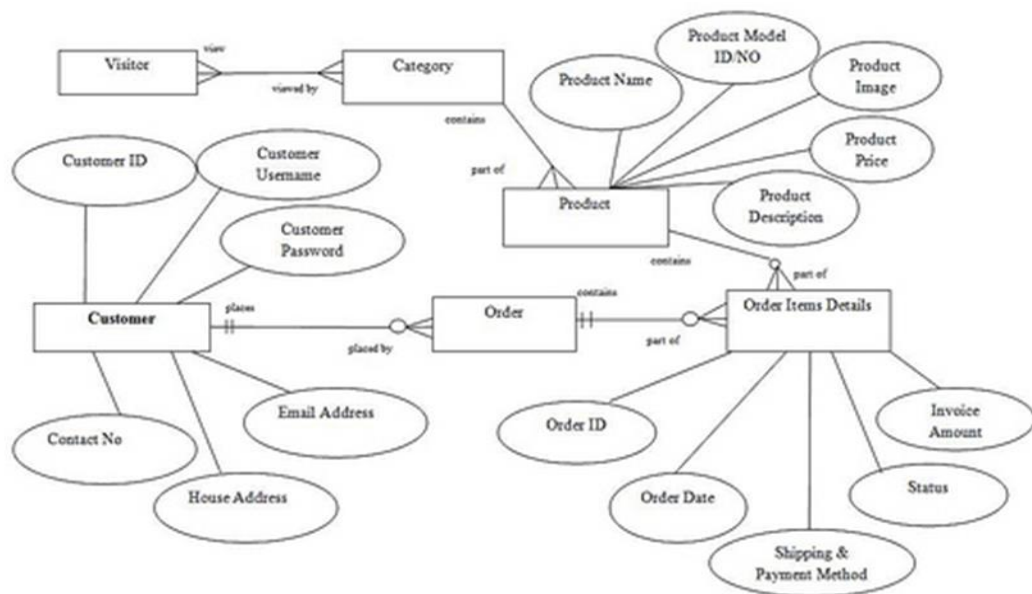 view
Visitor
Category
viewed by
contains
Product Name
Product Model
ID/NO
Product
Image
Product
Price
Product
Description
part of
Product
contains
part of
Customer ID
Customer
Username
Customer
Password
Customer
places
placed by
Order
contains
part of
Order Items Details
Contact No
House Address
Email Address
Order ID
Order Date
Shipping &
Payment Method
Status
Invoice
Amount